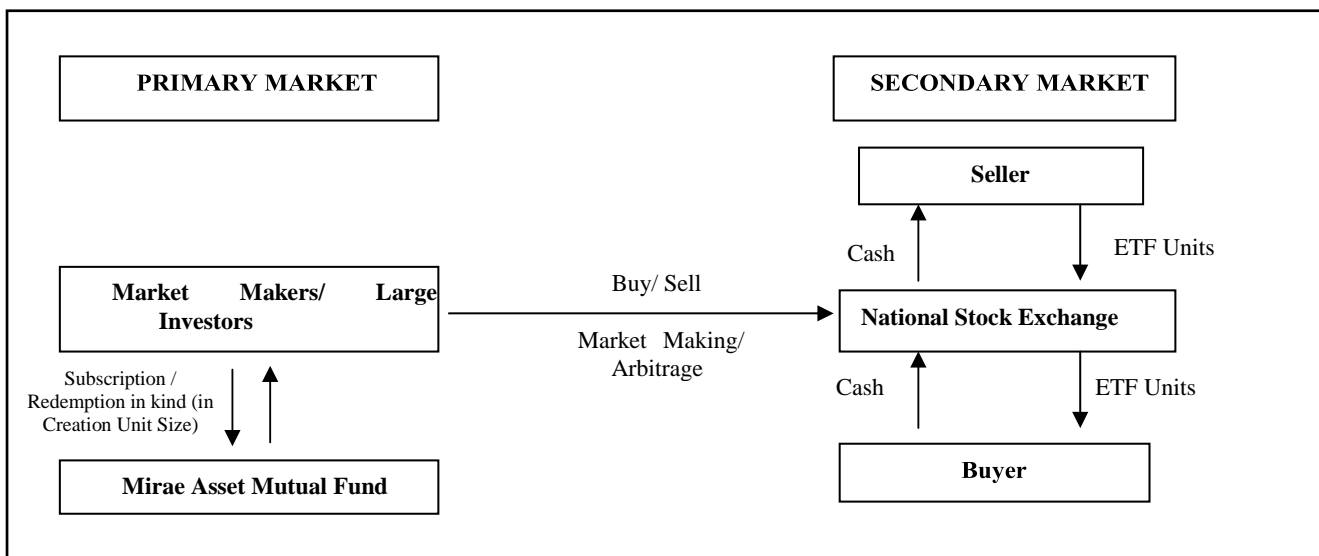 PRIMARY MARKET
SECONDARY MARKET
Seller
Cash
ETF Units
Market Makers/ Large
Investors
Buy/ Sell
Market Making/
Arbitrage
National Stock Exchange
Subscription /
Redemption in kind (in
Creation Unit Size)
Cash
ETF Units
Mirae Asset Mutual Fund
Buyer